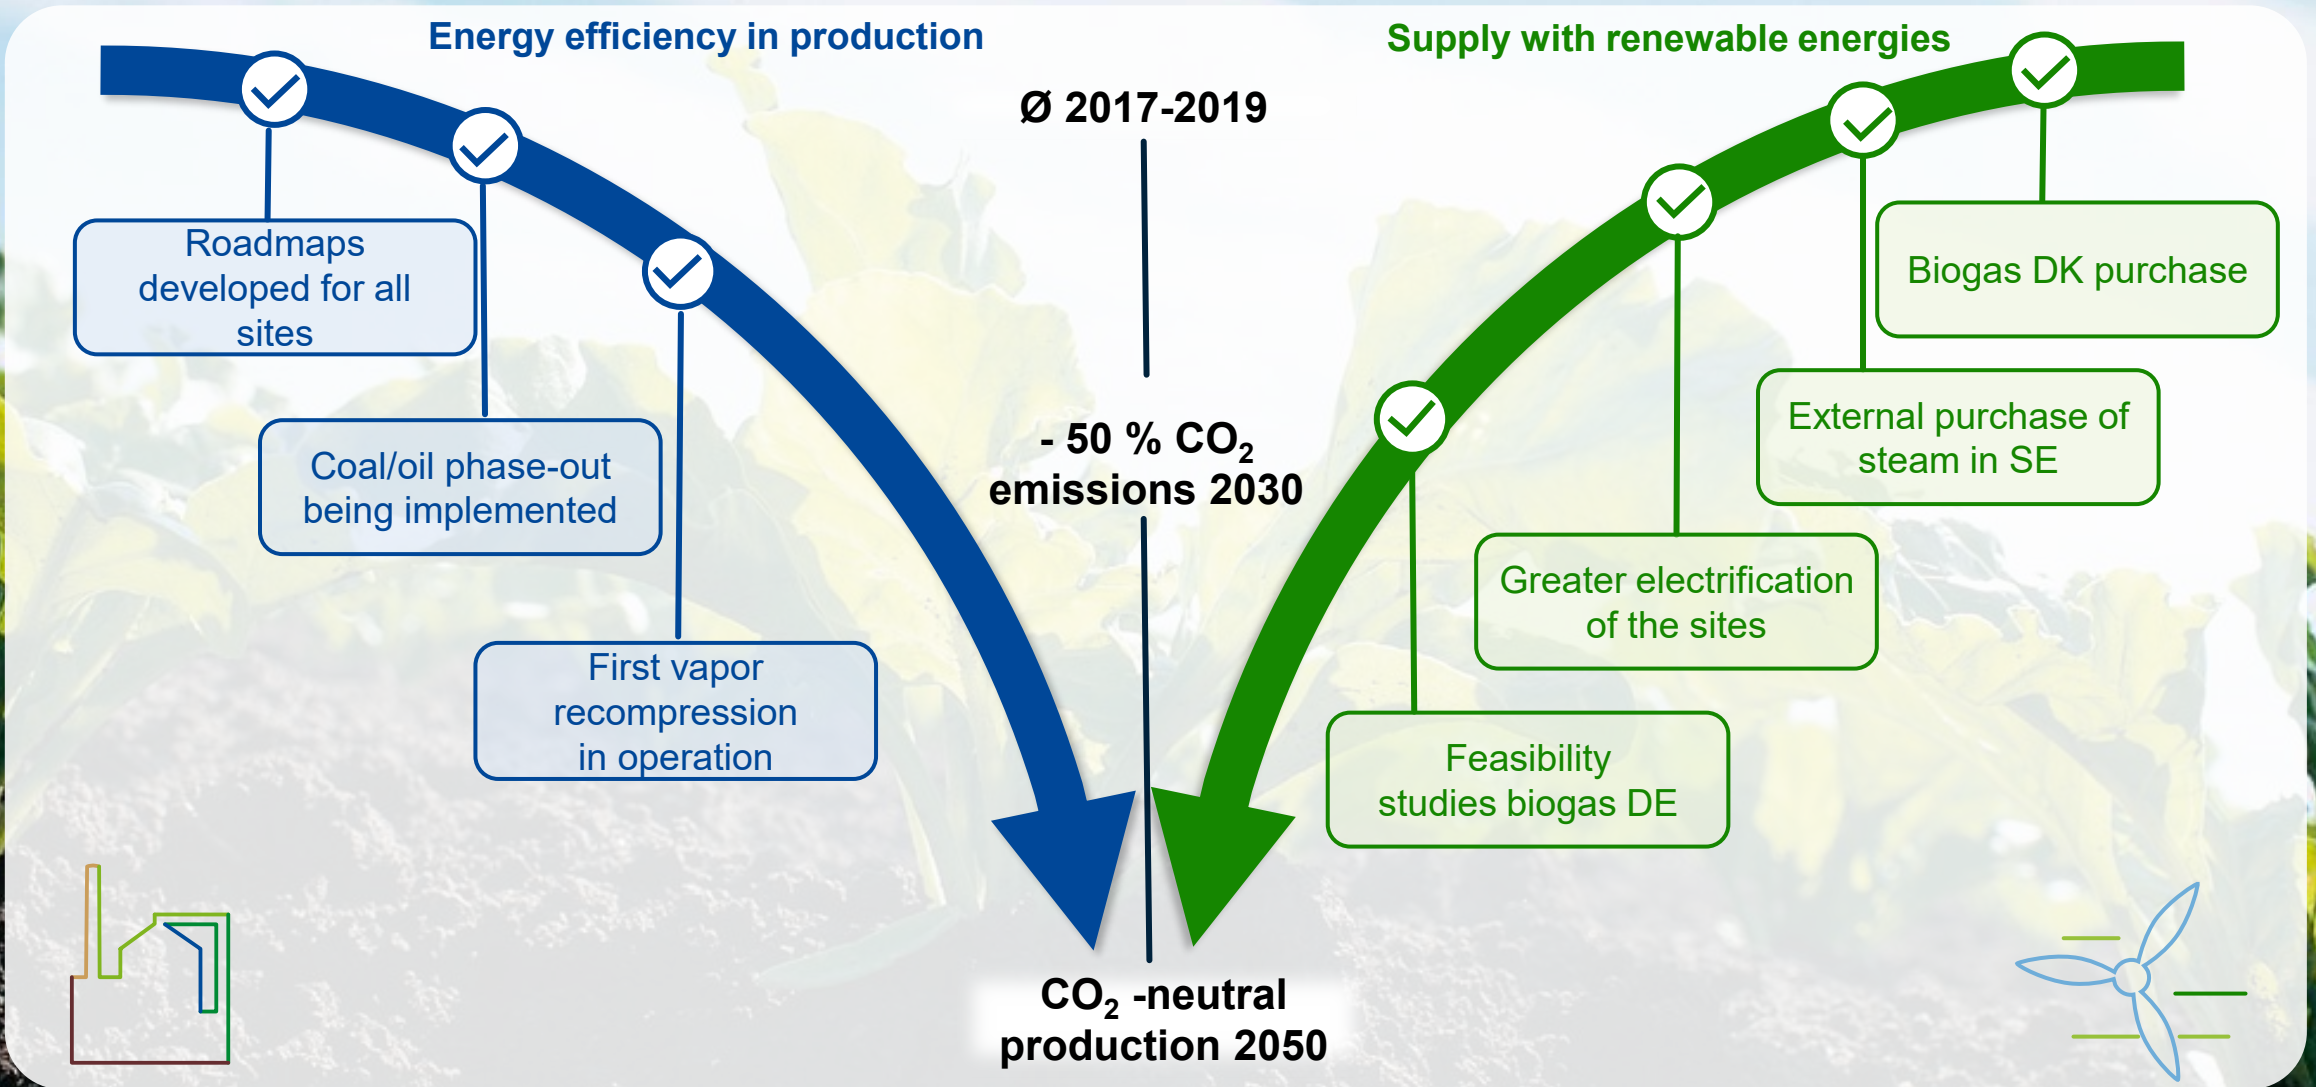 Energy efficiency in production
Supply with renewable energies
Ø 2017-2019
Roadmaps
developed for all
sites
Coal/oil phase-out
being implemented
First vapor
recompression
in operation
- 50 % CO₂
emissions 2030
Biogas DK purchase
External purchase of
steam in SE
Greater electrification
of the sites
Feasibility
studies biogas DE
CO₂ -neutral
production 2050